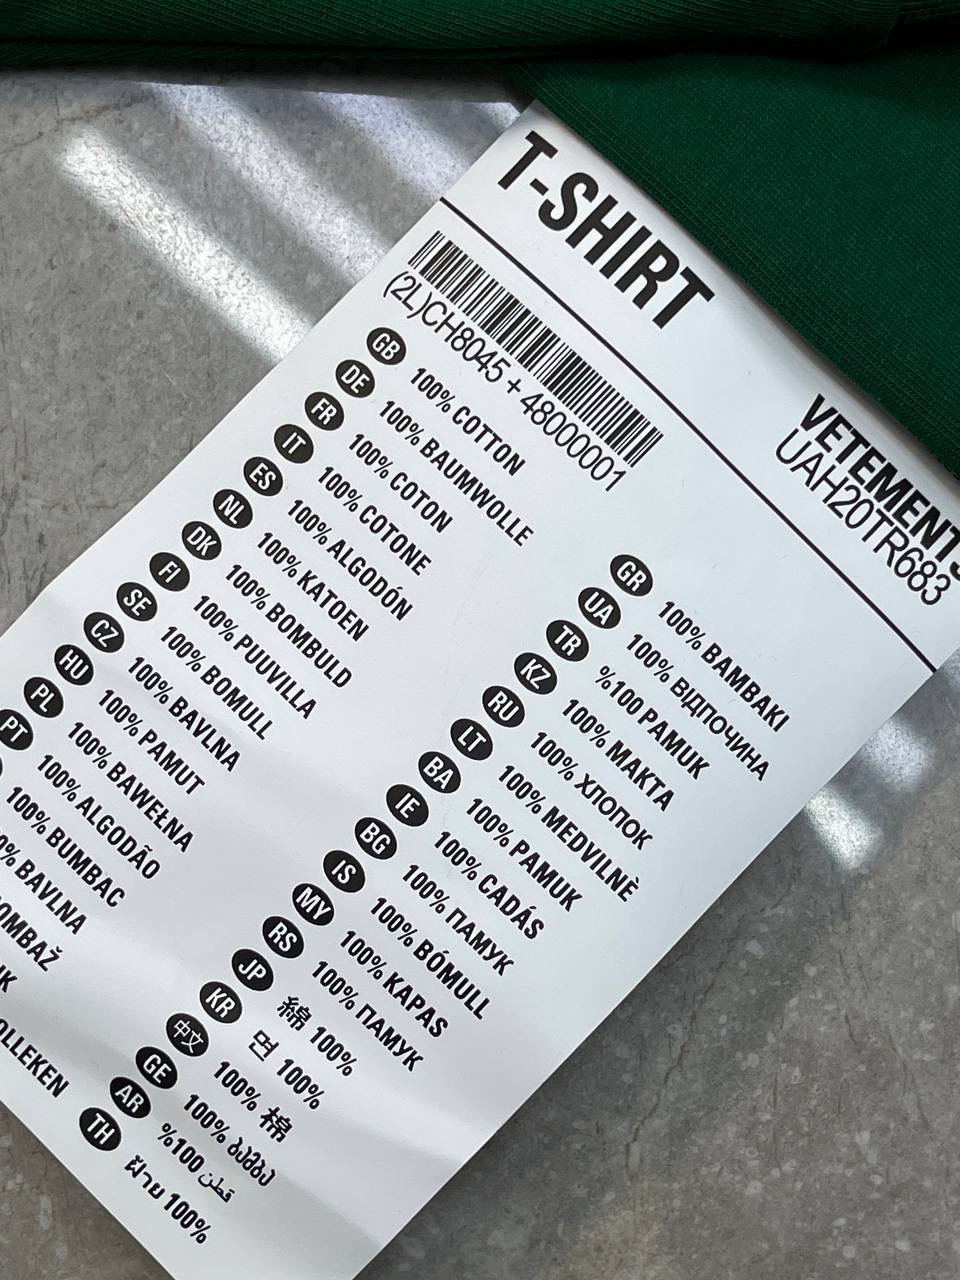 T-SHIRT
VETEMENTS
UAH20TR683
(2L)CH8045 + 4800001
GB 100% COTTON
DE 100% BAUMWOLLE
FR 100% COTON
IT 100% COTONE
ES 100% ALGODÓN
NL 100% KATOEN
DK 100% BOMBULD
FI 100% PUUVILLA
SE 100% BOMULL
CZ 100% BAVLNA
HU 100% PAMUT
PL 100% BAWEŁNA
PT 100% ALGODÃO
100% BUMBAC
% BAVLNA
GR 100% BAMBAKI
UA 100% ВІДПОЧИНА
TR %100 PAMUK
KZ 100% МАКТА
RU 100% ХЛОПОК
LT 100% MEDVILNÈ
BA 100% PAMUK
IE 100% CADÁS
BG 100% ПАМУК
IS 100% BÓMULL
MY 100% KAPAS
RS 100% ПАМУК
JP 綿 100%
KR 면 100%
中文 100% 棉
GE 100% ბამბა
AR %100 قطن
TH ฝ้าย 100%